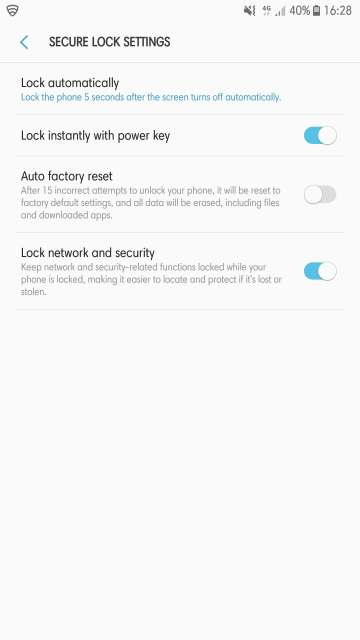 4G 40% 16:28
SECURE LOCK SETTINGS
Lock automatically
Lock the phone 5 seconds after the screen turns off automatically.
Lock instantly with power key
Auto factory reset
After 15 incorrect attempts to unlock your phone, it will be reset to
factory default settings, and all data will be erased, including files
and downloaded apps.
Lock network and security
Keep network and security-related functions locked while your
phone is locked, making it easier to locate and protect if it's lost or
stolen.